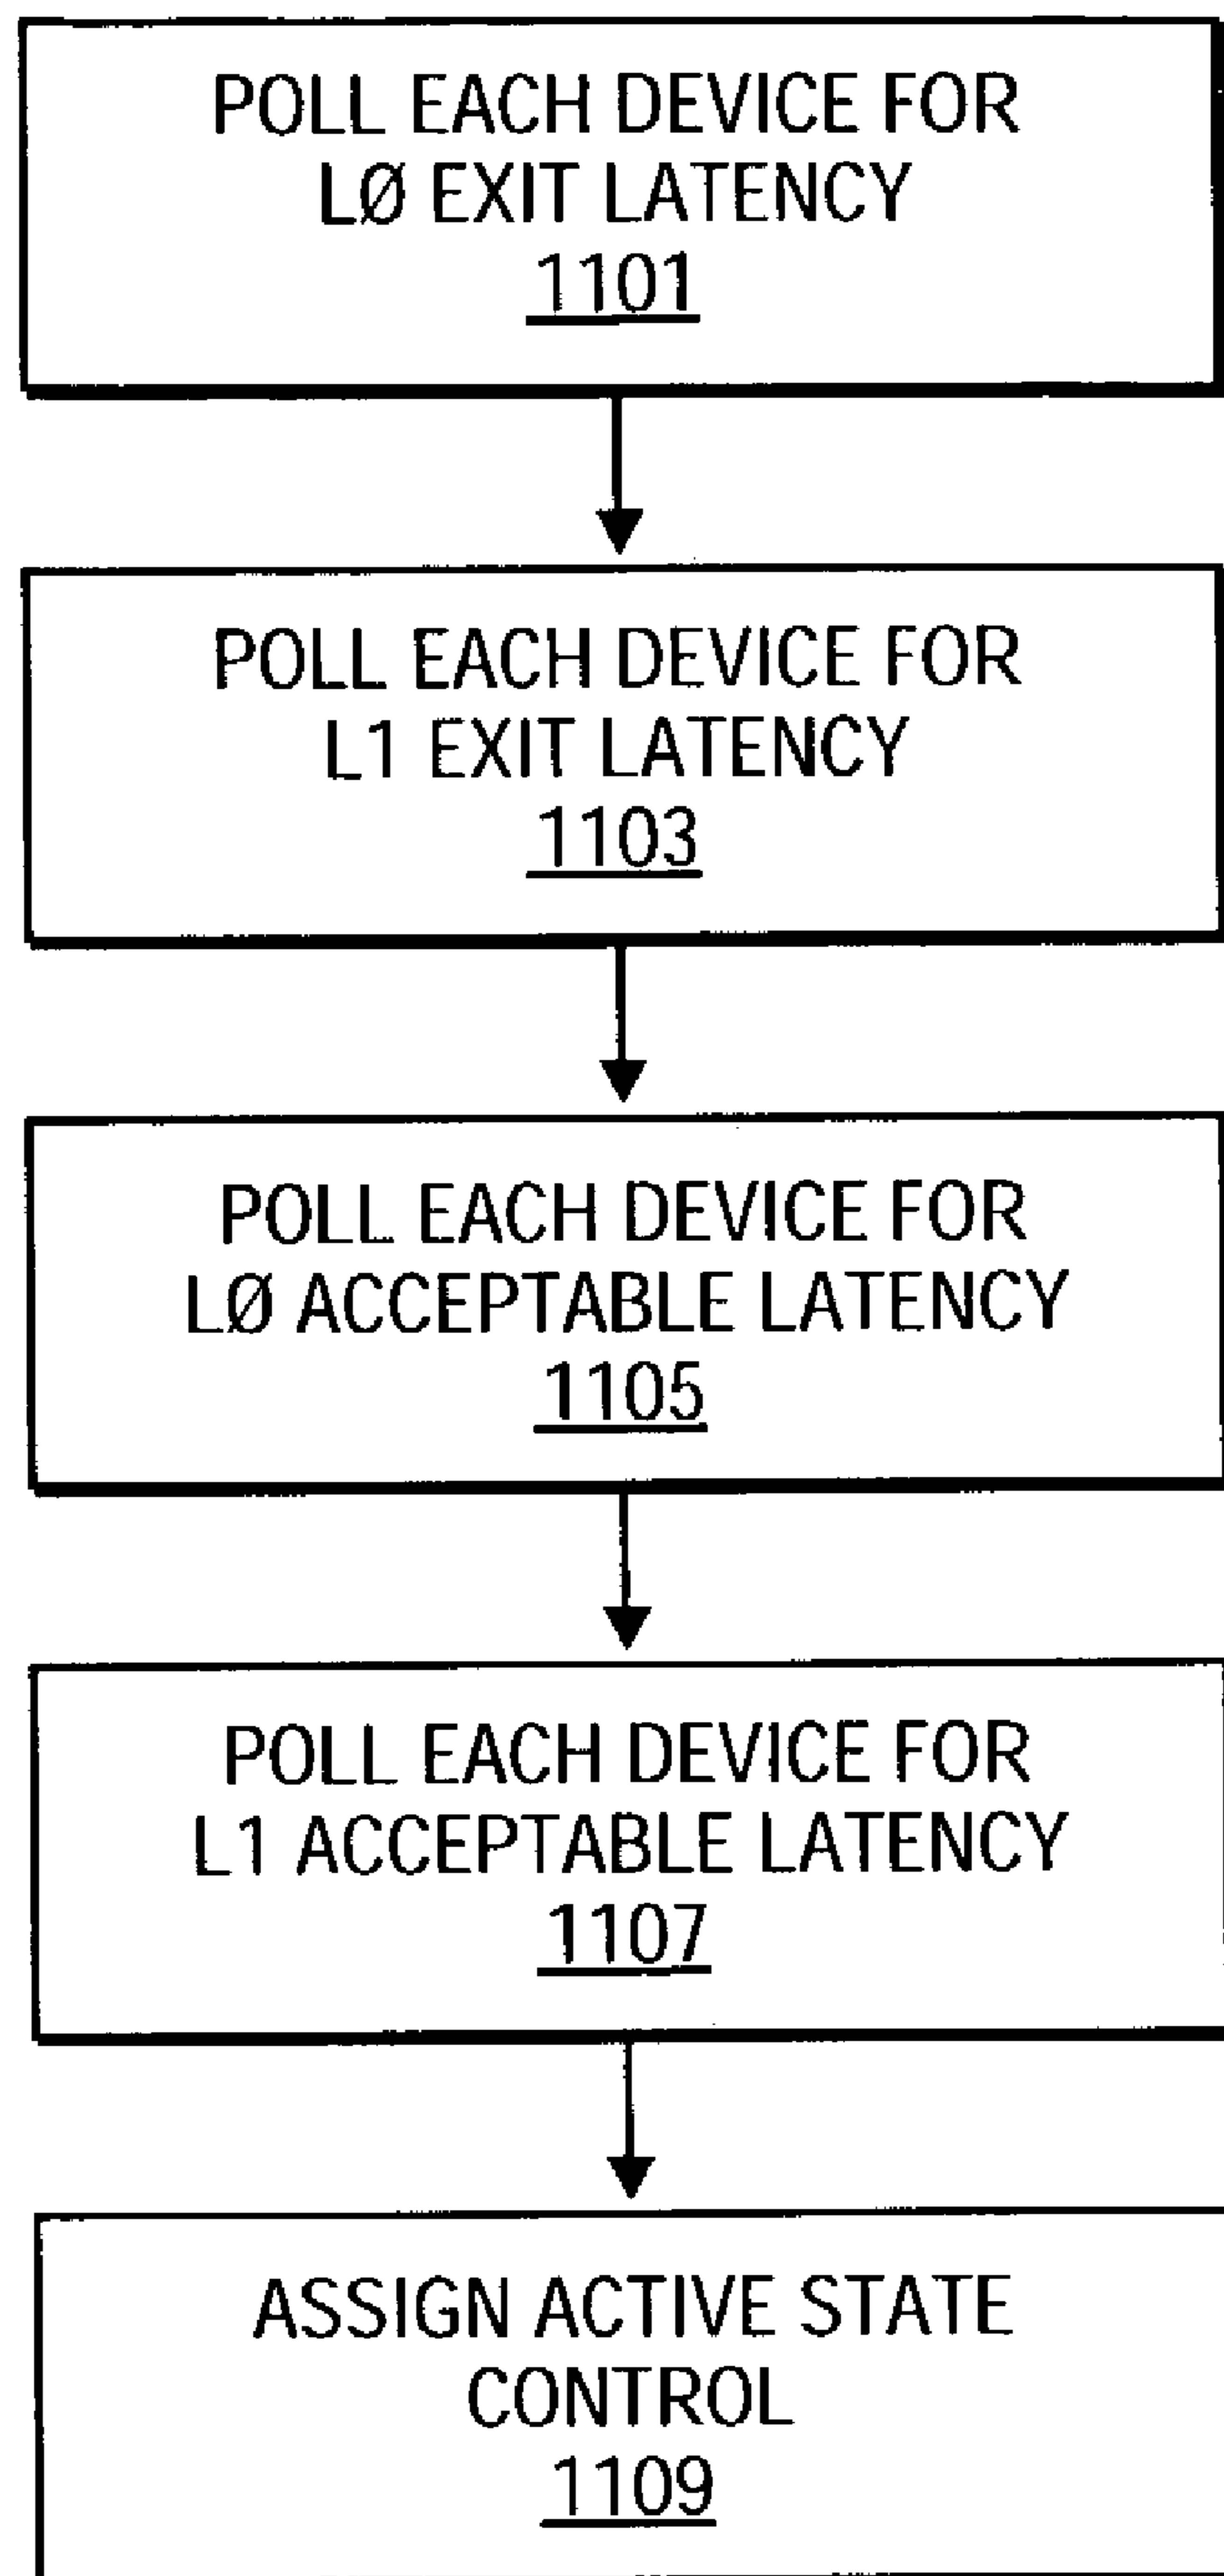 POLL EACH DEVICE FOR
LØ EXIT LATENCY
1101
POLL EACH DEVICE FOR
L1 EXIT LATENCY
1103
POLL EACH DEVICE FOR
LØ ACCEPTABLE LATENCY
1105
POLL EACH DEVICE FOR
L1 ACCEPTABLE LATENCY
1107
ASSIGN ACTIVE STATE
CONTROL
1109